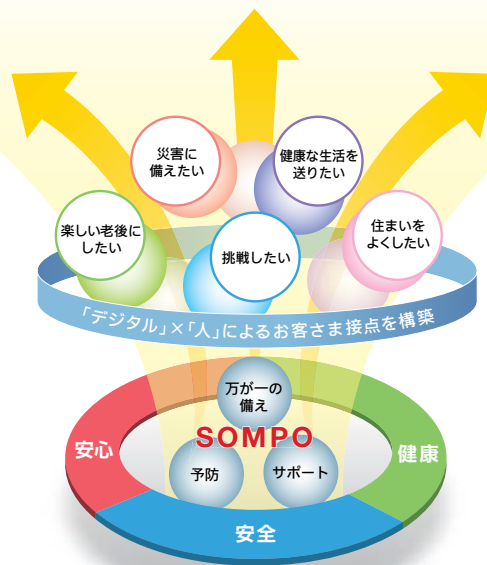 災害に
備えたい
健康な生活を
送りたい
楽しい老後に
したい
挑戦したい
住まいを
よくしたい
「デジタル」×「人」によるお客さま接点を構築
万が一の
備え
SOMPO
安心
健康
予防
サポート
安全